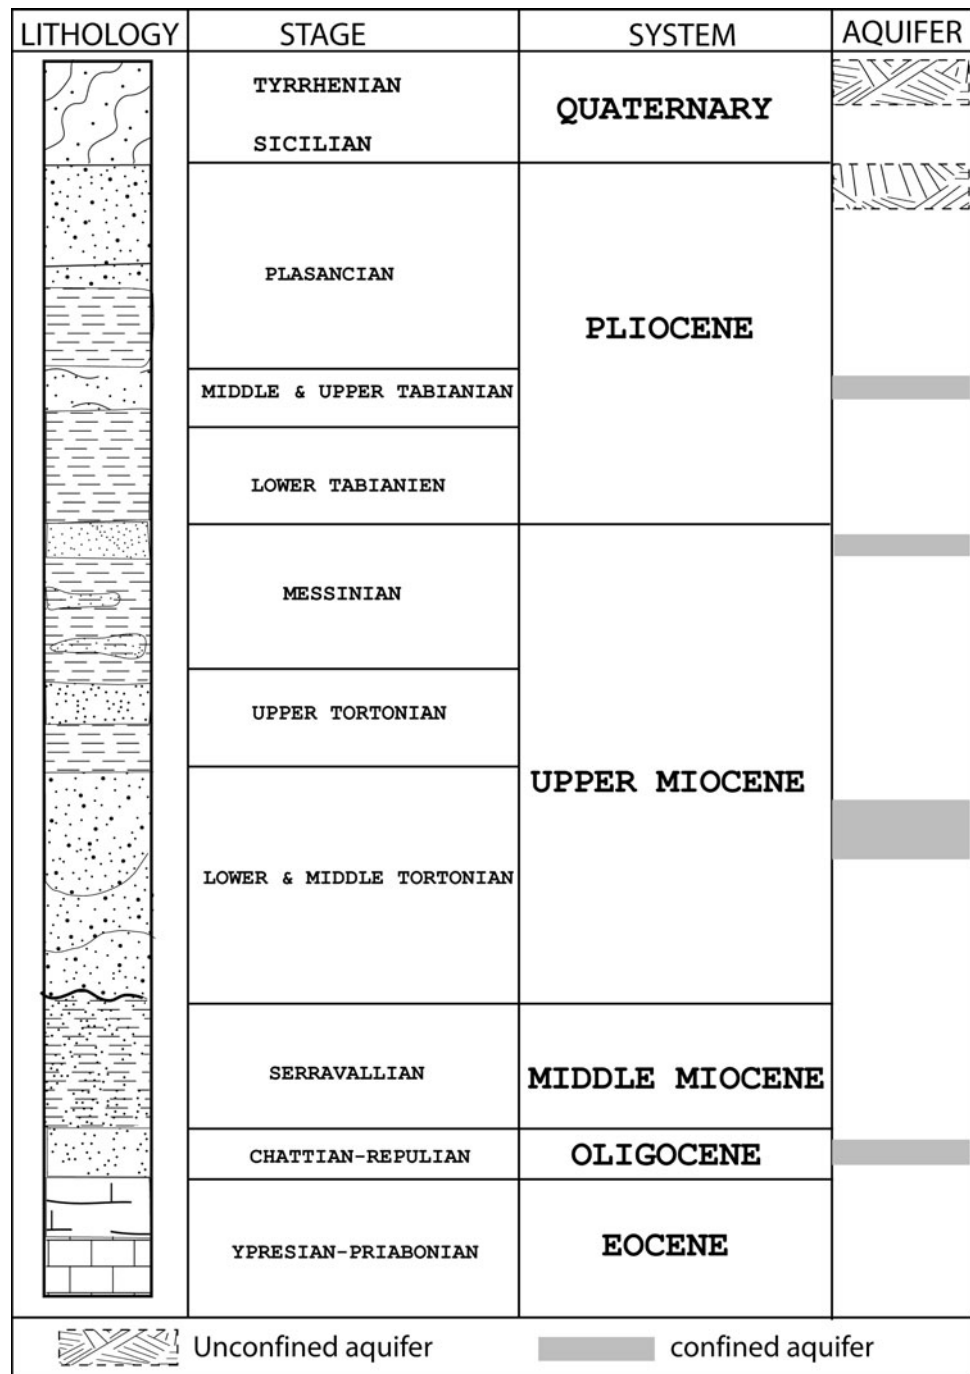 LITHOLOGY STAGE SYSTEM AQUIFER
TYRRHENIAN
QUATERNARY
SICILIAN
PLASANCIAN
PLIOCENE
MIDDLE & UPPER TABIANIAN
LOWER TABIANIEN
MESSINIAN
UPPER TORTONIAN
UPPER MIOCENE
LOWER & MIDDLE TORTONIAN
SERRAVALLIAN
MIDDLE MIOCENE
CHATTIAN-REPULIAN
OLIGOCENE
YPRESIAN-PRIABONIAN
EOCENE
Unconfined aquifer
confined aquifer